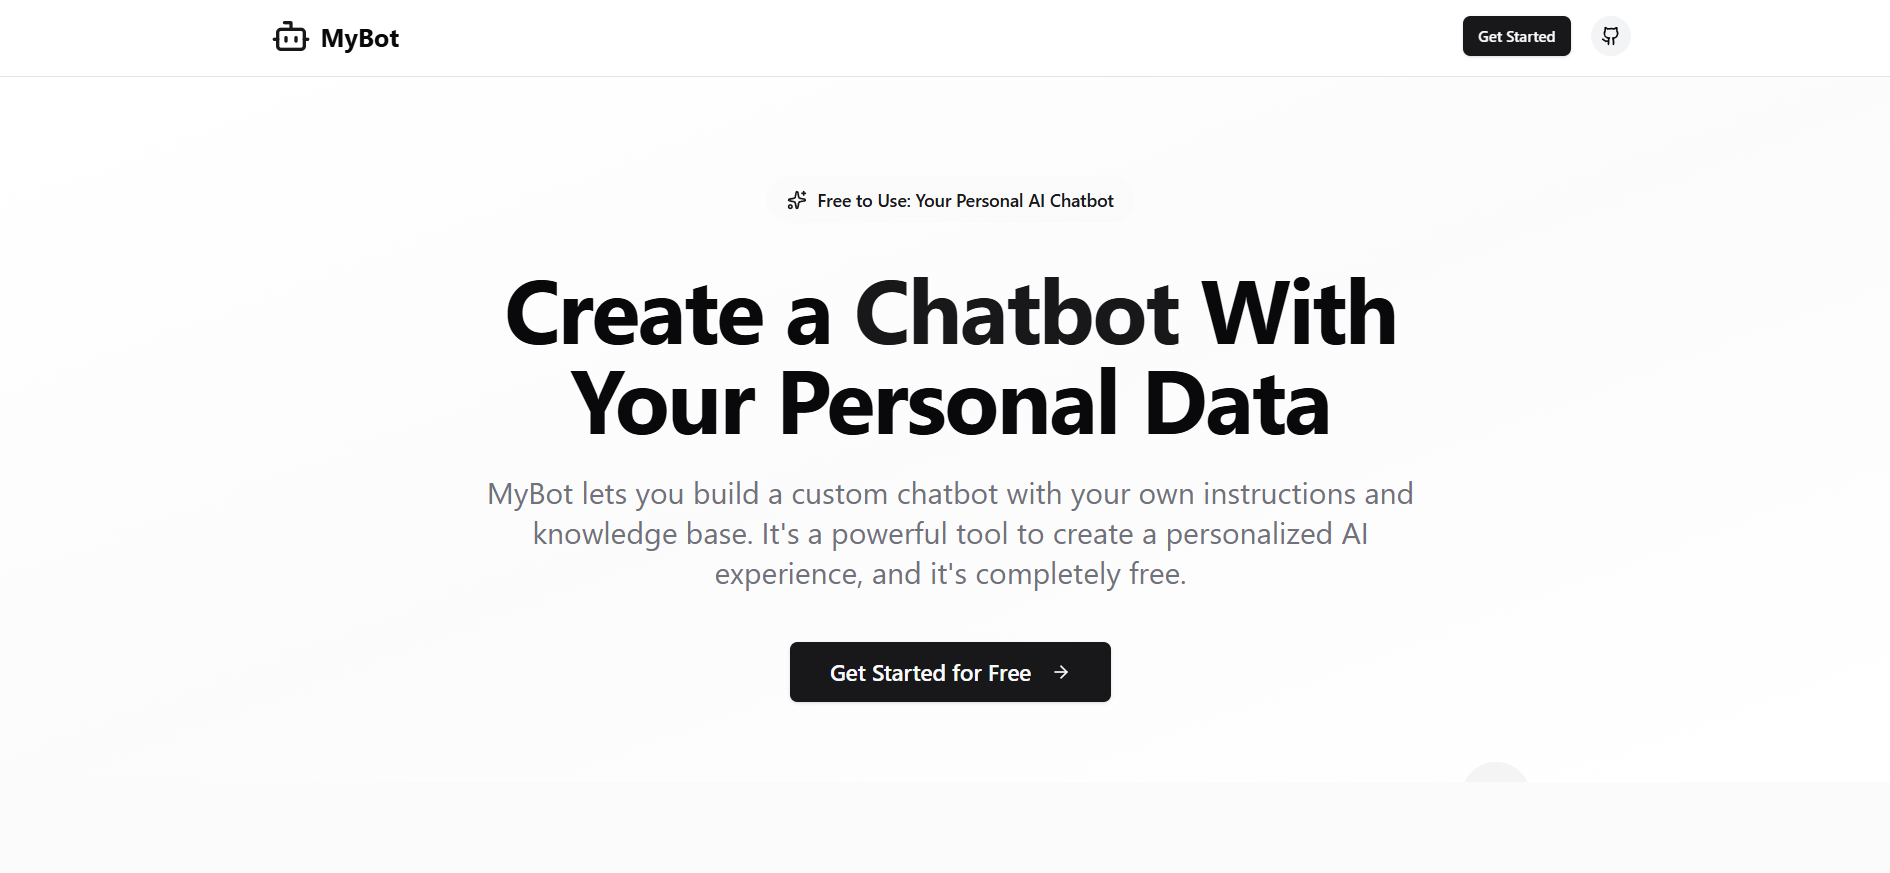 MyBot
Get Started
Free to Use: Your Personal AI Chatbot
Create a Chatbot With
Your Personal Data
MyBot lets you build a custom chatbot with your own instructions and
knowledge base. It's a powerful tool to create a personalized AI
experience, and it's completely free.
Get Started for Free